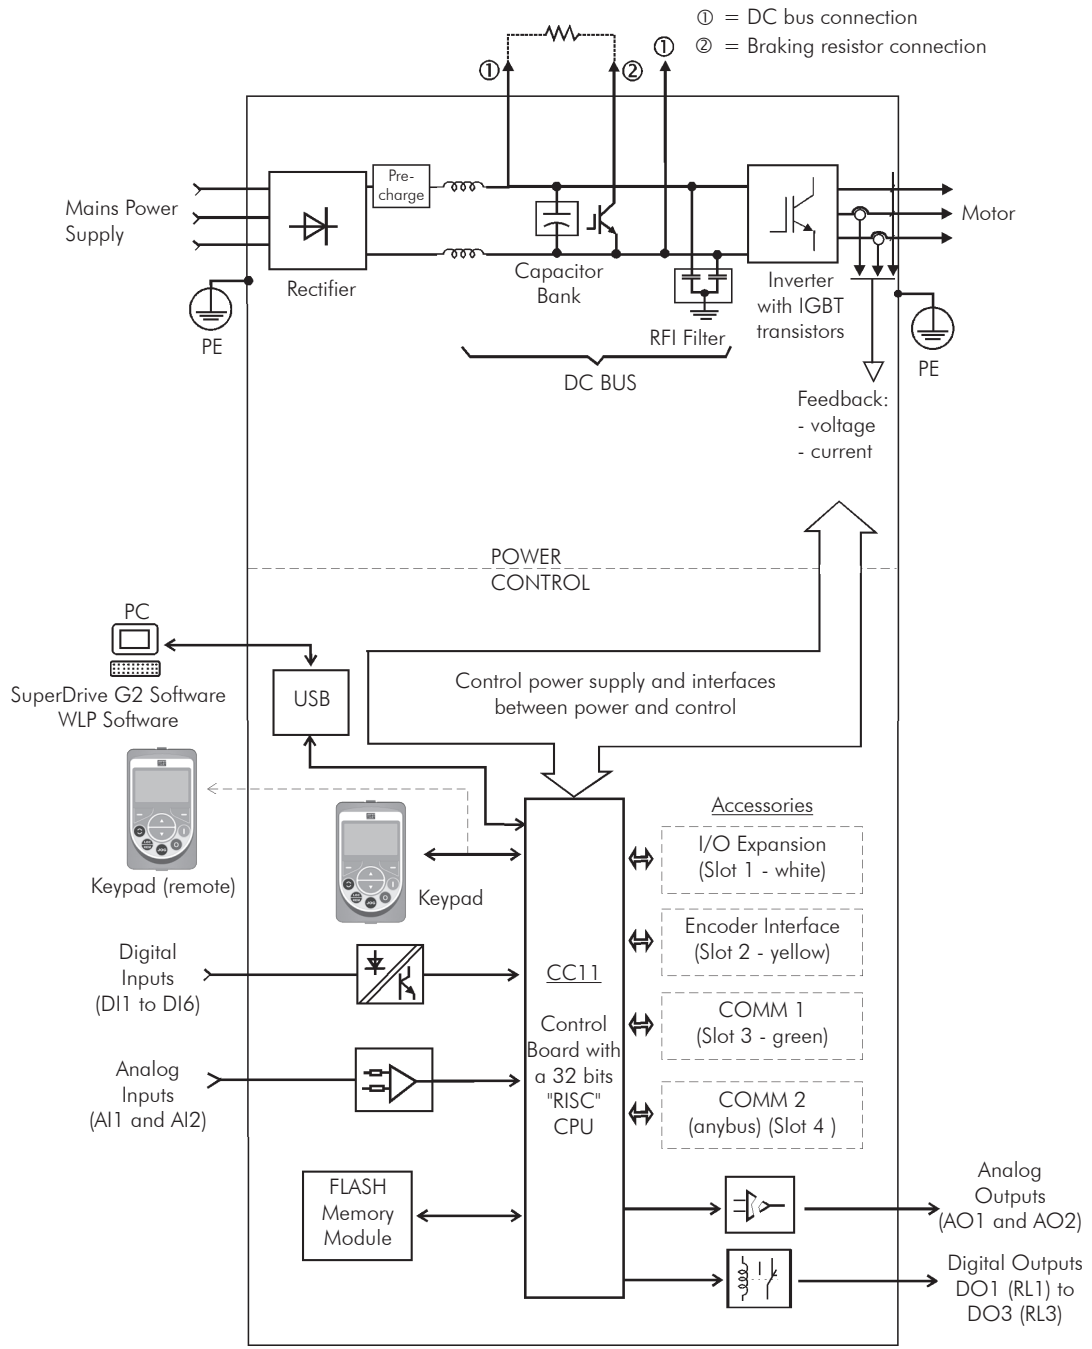 ① = DC bus connection
② = Braking resistor connection
①
②
①
Pre-
charge
Mains Power
Supply
Motor
Rectifier
Capacitor
Bank
Inverter
with IGBT
transistors
PE
RFI Filter
PE
DC BUS
Feedback:
- voltage
- current
POWER
CONTROL
PC
SuperDrive G2 Software
WLP Software
USB
Control power supply and interfaces
between power and control
Keypad (remote)
Keypad
Accessories
I/O Expansion
(Slot 1 - white)
Encoder Interface
(Slot 2 - yellow)
COMM 1
(Slot 3 - green)
COMM 2
(anybus) (Slot 4 )
Digital
Inputs
(DI1 to DI6)
CC11
Control
Board with
a 32 bits
"RISC"
CPU
Analog
Inputs
(AI1 and AI2)
FLASH
Memory
Module
Analog
Outputs
(AO1 and AO2)
Digital Outputs
DO1 (RL1) to
DO3 (RL3)